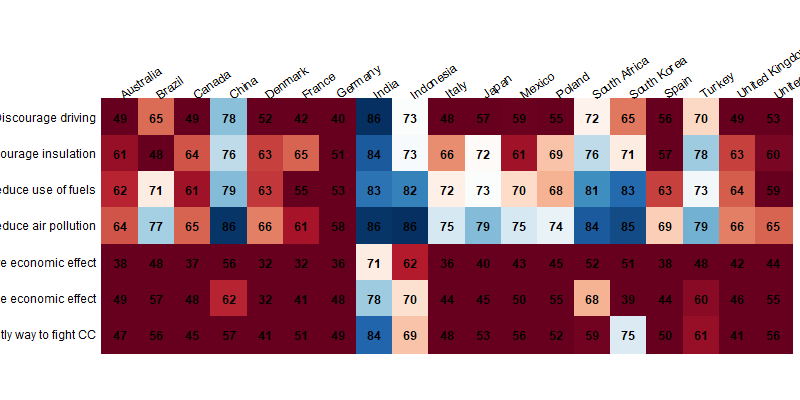 Australia Brazil Canada China Denmark France Germany India Indonesia Italy Japan Mexico Poland South Africa South Korea Spain Turkey United
Discourage driving 49 65 49 78 52 42 40 86 73 48 57 59 55 72 65 56 70 49 53
insulation 61 48 64 76 63 65 51 84 73 66 72 61 69 76 71 57 78 63 60
use of fuels 62 71 61 79 63 55 53 83 82 72 73 70 68 81 83 63 73 64 59
air pollution 64 77 65 86 66 61 58 86 86 75 79 75 74 84 85 69 79 66 65
economic effect 38 48 37 56 32 32 36 71 62 36 40 43 45 52 51 38 48 42 44
economic effect 49 57 48 62 32 41 48 78 70 44 45 50 55 68 39 44 60 46 55
way to fight CC 47 56 45 57 41 51 49 84 69 48 53 56 52 59 75 50 61 41 56